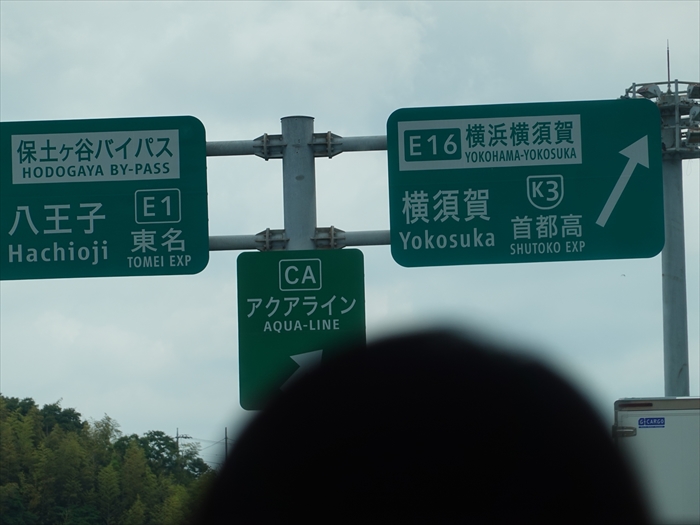 保土ヶ谷バイパス
HODOGAYA BY-PASS
八王子
Hachioji
E1
東名
TOMEI EXP
CA
アクアライン
AQUA-LINE
E16 横浜横須賀
YOKOHAMA-YOKOSUKA
横須賀
Yokosuka
K3
首都高
SHUTOKO EXP
G-CARGO